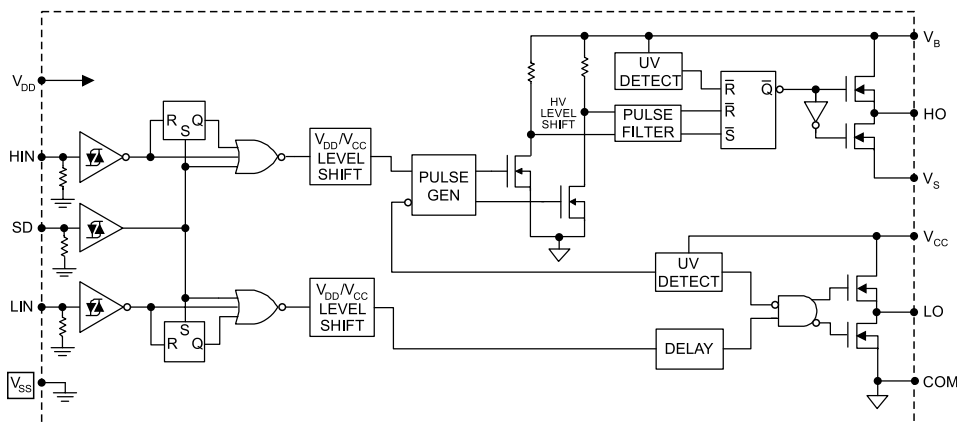 V_DD
HIN
SD
LIN
V_SS
R
S
Q
S
R
Q
V_DD/V_CC
LEVEL
SHIFT
V_DD/V_CC
LEVEL
SHIFT
PULSE
GEN
HV
LEVEL
SHIFT
UV
DETECT
PULSE
FILTER
R̅
R̅
S̅
Q̅
UV
DETECT
DELAY
V_B
HO
V_S
V_CC
LO
COM